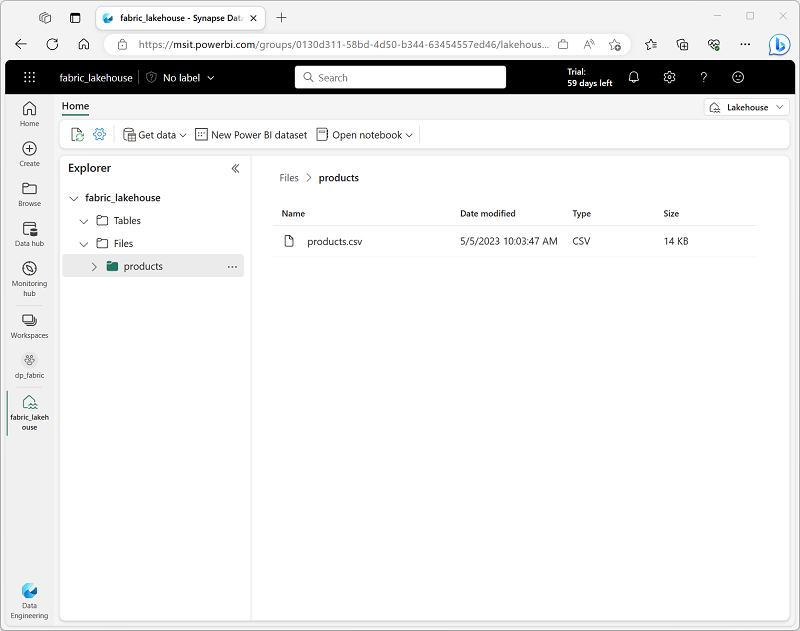 fabric_lakehouse - Synapse Data
https://msit.powerbi.com/groups/0130d311-58bd-4d50-b344-63454557ed46/lakehous...
fabric_lakehouse
No label
Search
Trial:
59 days left
Home
Create
Browse
Data hub
Monitoring
hub
Workspaces
dp_fabric
fabric_lakeh
ouse
Data
Engineering
Home
Lakehouse
Get data
New Power BI dataset
Open notebook
Explorer
fabric_lakehouse
Tables
Files
products
Files > products
Name Date modified Type Size
products.csv 5/5/2023 10:03:47 AM CSV 14 KB